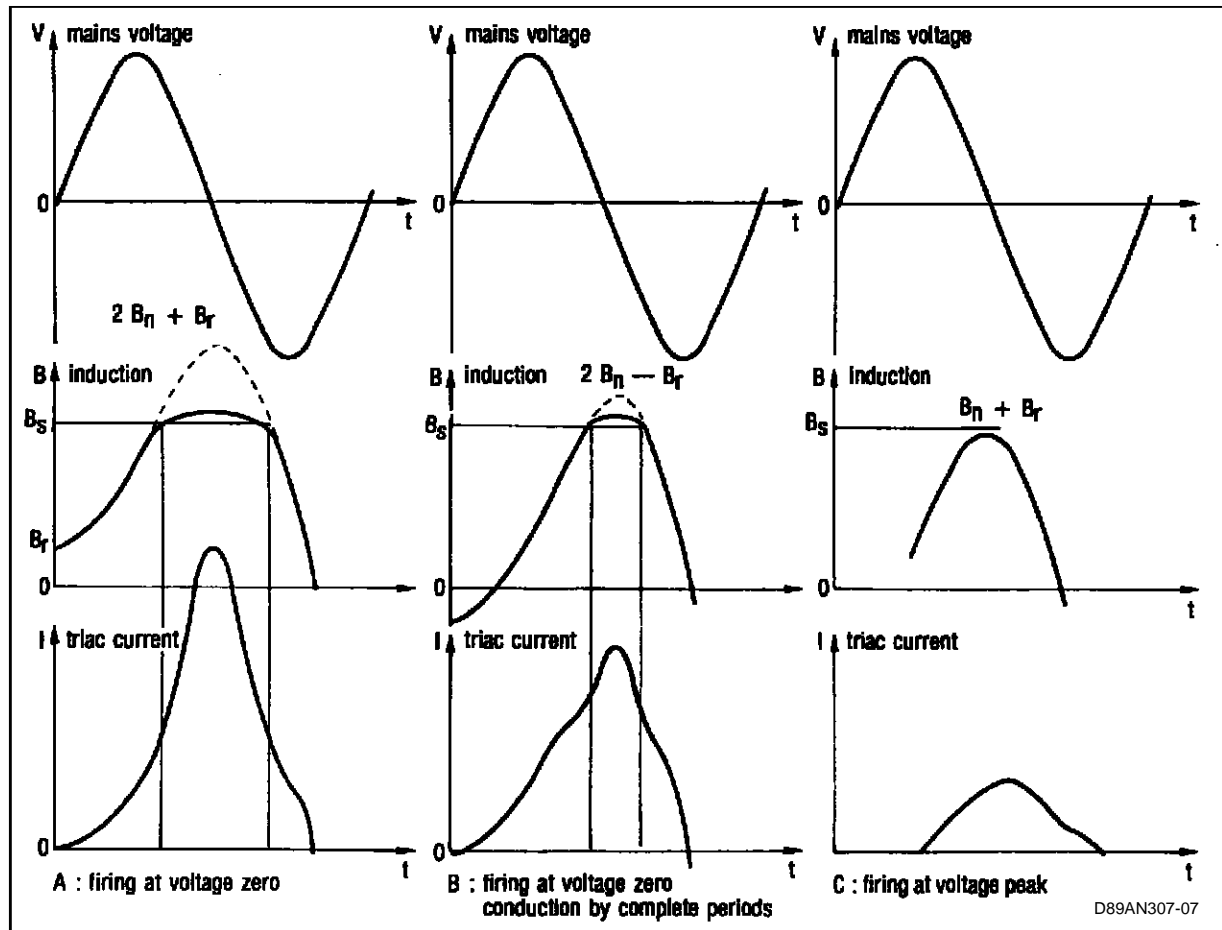 V mains voltage
0
t
2 Bn + Br
B induction
Bs
Br
0
t
I triac current
0
t
A : firing at voltage zero
V mains voltage
0
t
B induction 2 Bn — Br
Bs
0
t
I triac current
0
t
B : firing at voltage zero
conduction by complete periods
V mains voltage
0
t
B induction
Bn + Br
Bs
0
t
I triac current
0
t
C : firing at voltage peak
D89AN307-07